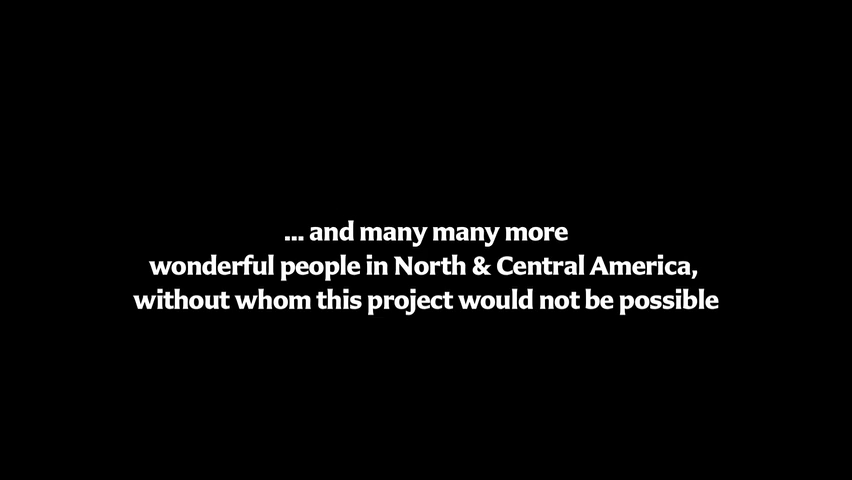 ... and many many more
wonderful people in North & Central America,
without whom this project would not be possible